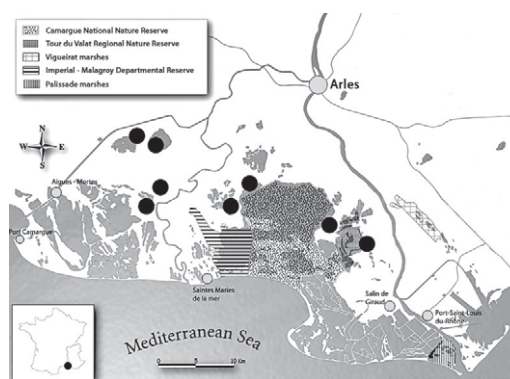 Camargue National Nature Reserve
Tour du Valat Regional Nature Reserve
Vigueirat marshes
Imperial - Malagroy Departmental Reserve
Palissade marshes
Arles
N
W E
S
Aigues - Mortes
Port Camargue
Saintes Maries
de la mer
Salin de
Giraud
Port-Saint-Louis
du-Rhône
Mediterranean Sea
0 5 10 Km